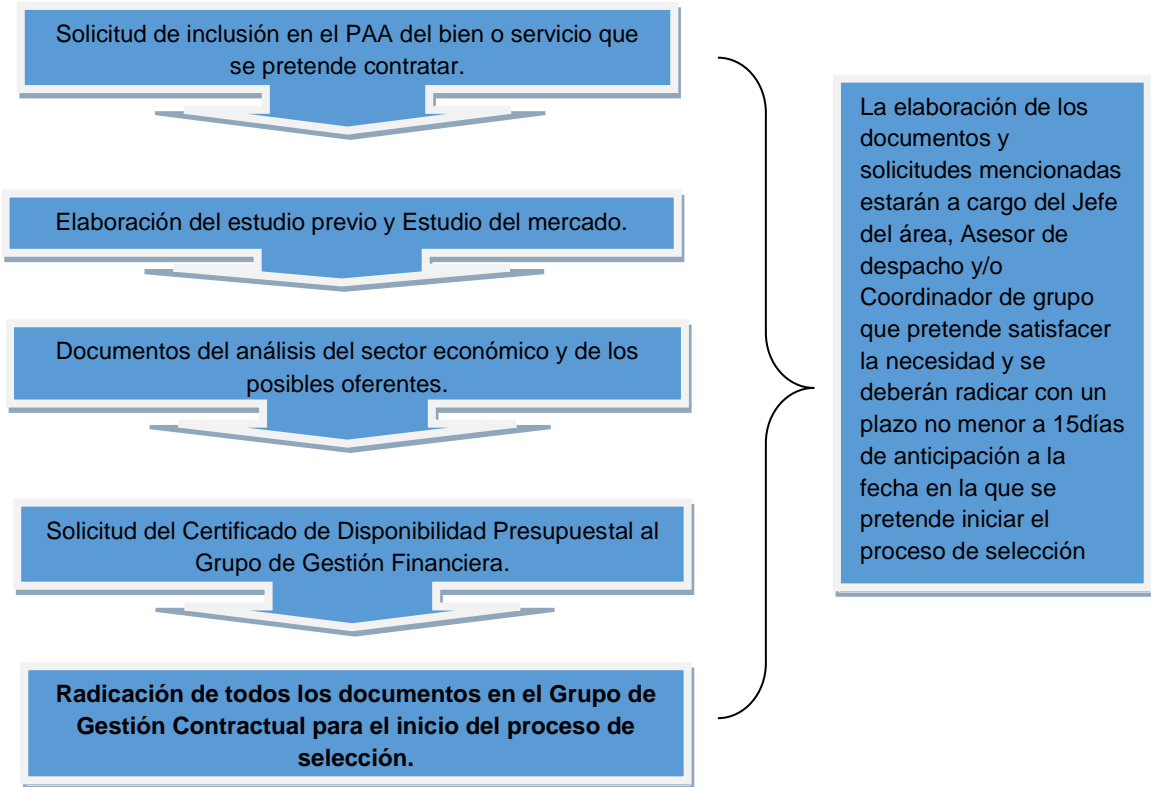 Solicitud de inclusión en el PAA del bien o servicio que
se pretende contratar.
Elaboración del estudio previo y Estudio del mercado.
Documentos del análisis del sector económico y de los
posibles oferentes.
Solicitud del Certificado de Disponibilidad Presupuestal al
Grupo de Gestión Financiera.
Radicación de todos los documentos en el Grupo de
Gestión Contractual para el inicio del proceso de
selección.
La elaboración de los
documentos y
solicitudes mencionadas
estarán a cargo del Jefe
del área, Asesor de
despacho y/o
Coordinador de grupo
que pretende satisfacer
la necesidad y se
deberán radicar con un
plazo no menor a 15días
de anticipación a la
fecha en la que se
pretende iniciar el
proceso de selección